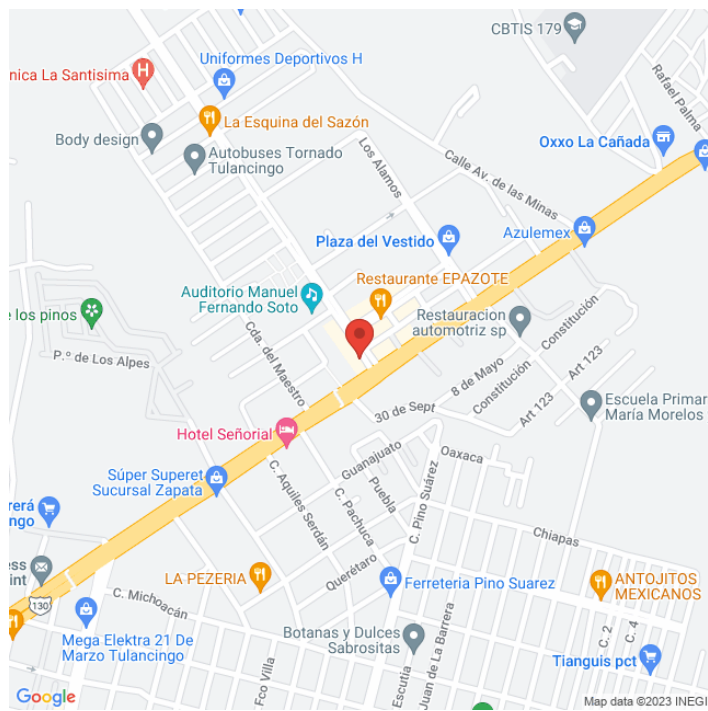 CBTIS 179
Uniformes Deportivos H
nica La Santisima
H
Rafael Palma
La Esquina del Sazón
Oxxo La Cañada
Body design
Autobuses Tornado
Tulancingo
Los Alamos
Calle Av. de las Minas
Azulemex
Plaza del Vestido
Restaurante EPAZOTE
Auditorio Manuel
Fernando Soto
Restauracion
automotriz sp
Constitución
e los pinos
Cda. del Maestro
P.º de Los Alpes
8 de Mayo
Constitución
Art 123
Art 123
Escuela Primar
María Morelos
30 de Sept
Hotel Señorial
Guanajuato
Oaxaca
Súper Superet
Sucursal Zapata
C. Aquiles Serdán
C. Pachuca
Puebla
C. Pino Suárez
rerá
ngo
Chiapas
ess
int
130
LA PEZERIA
Querétaro
Ferreteria Pino Suarez
ANTOJITOS
MEXICANOS
C. Michoacán
Mega Elektra 21 De
Marzo Tulancingo
Botanas y Dulces
Sabrositas
Juan de La Barrera
C. 2
C. 4
Tianguis pct
Fco Villa
Escutia
Google
Map data ©2023 INEGI